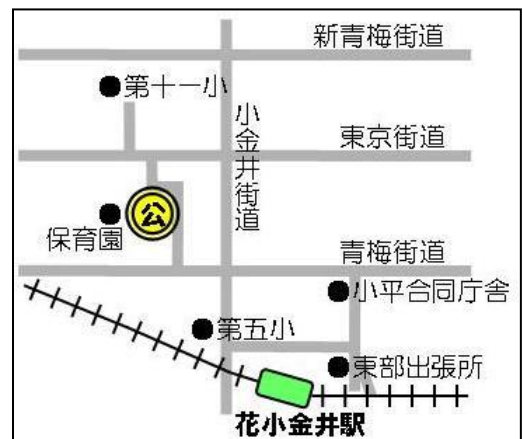 新青梅街道
第十一小
小金井街道
東京街道
公
保育園
青梅街道
小平合同庁舎
第五小
東部出張所
花小金井駅